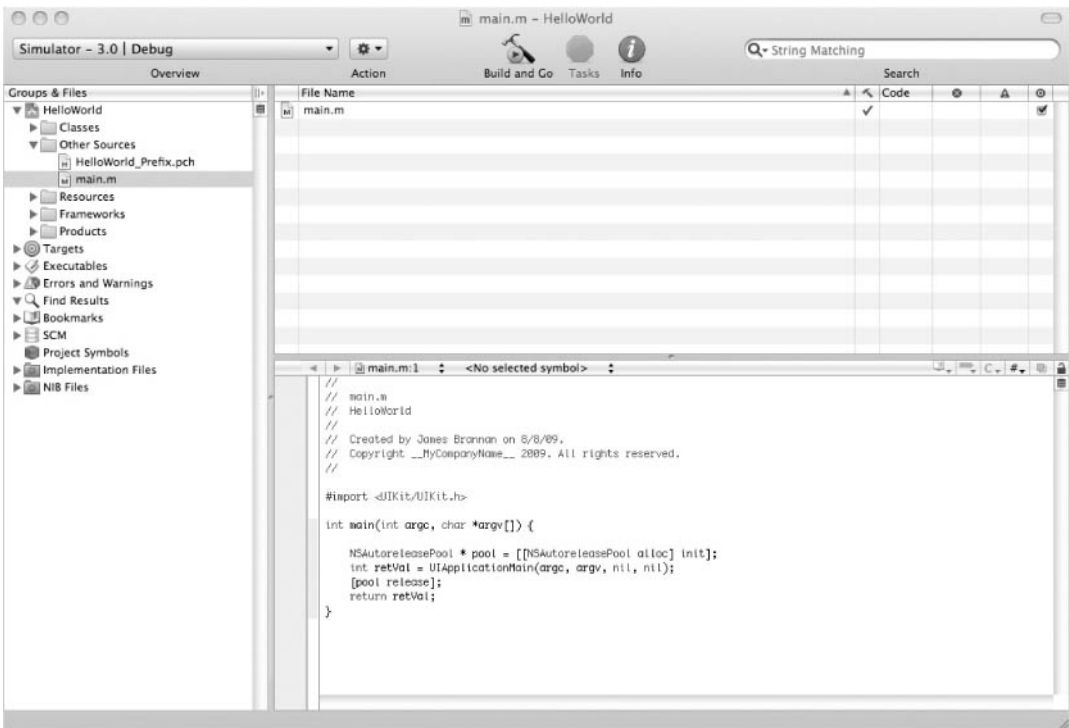 main.m – HelloWorld
Simulator – 3.0 | Debug
String Matching
Overview
Action
Build and Go
Tasks
Info
Search
Groups & Files
HelloWorld
Classes
Other Sources
HelloWorld_Prefix.pch
main.m
Resources
Frameworks
Products
Targets
Executables
Errors and Warnings
Find Results
Bookmarks
SCM
Project Symbols
Implementation Files
NIB Files
File Name
Code
main.m
main.m:1
<No selected symbol>
C
#
//
// main.m
// HelloWorld
//
// Created by James Brannan on 8/8/09.
// Copyright __MyCompanyName__ 2009. All rights reserved.
//
#import <UIKit/UIKit.h>
int main(int argc, char *argv[]) {
NSAutoreleasePool * pool = [[NSAutoreleasePool alloc] init];
int retVal = UIApplicationMain(argc, argv, nil, nil);
[pool release];
return retVal;
}